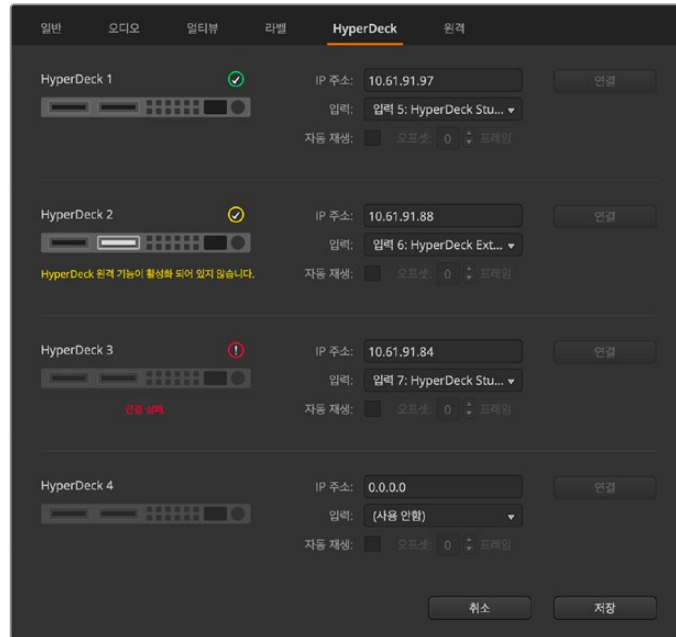 일반 오디오 멀티뷰 라벨 HyperDeck 원격
HyperDeck 1 IP 주소: 10.61.91.97 연결
입력: 입력 5: HyperDeck Stu...
자동 재생: 오프셋: 0 프레임
HyperDeck 2 IP 주소: 10.61.91.88 연결
입력: 입력 6: HyperDeck Ext...
HyperDeck 원격 기능이 활성화 되어 있지 않습니다. 자동 재생: 오프셋: 0 프레임
HyperDeck 3 IP 주소: 10.61.91.84 연결
입력: 입력 7: HyperDeck Stu...
연결 실패. 자동 재생: 오프셋: 0 프레임
HyperDeck 4 IP 주소: 0.0.0.0 연결
입력: (사용 안함)
자동 재생: 오프셋: 0 프레임
취소 저장